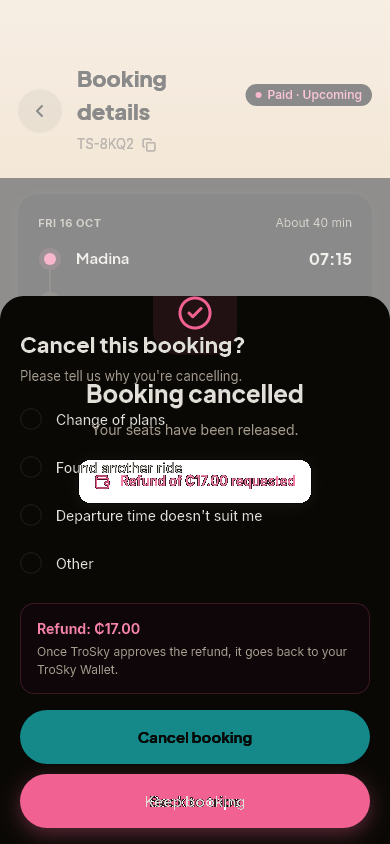 Booking
details
Paid · Upcoming
TS-8KQ2
FRI 16 OCT
About 40 min
Madina
07:15
Cancel this booking?
Please tell us why you're cancelling.
Booking cancelled
Change of plans
Your seats have been released.
Found another ride
Refund of ₵17.00 requested
Departure time doesn't suit me
Other
Refund: ₵17.00
Once TroSky approves the refund, it goes back to your
TroSky Wallet.
Cancel booking
Keep booking